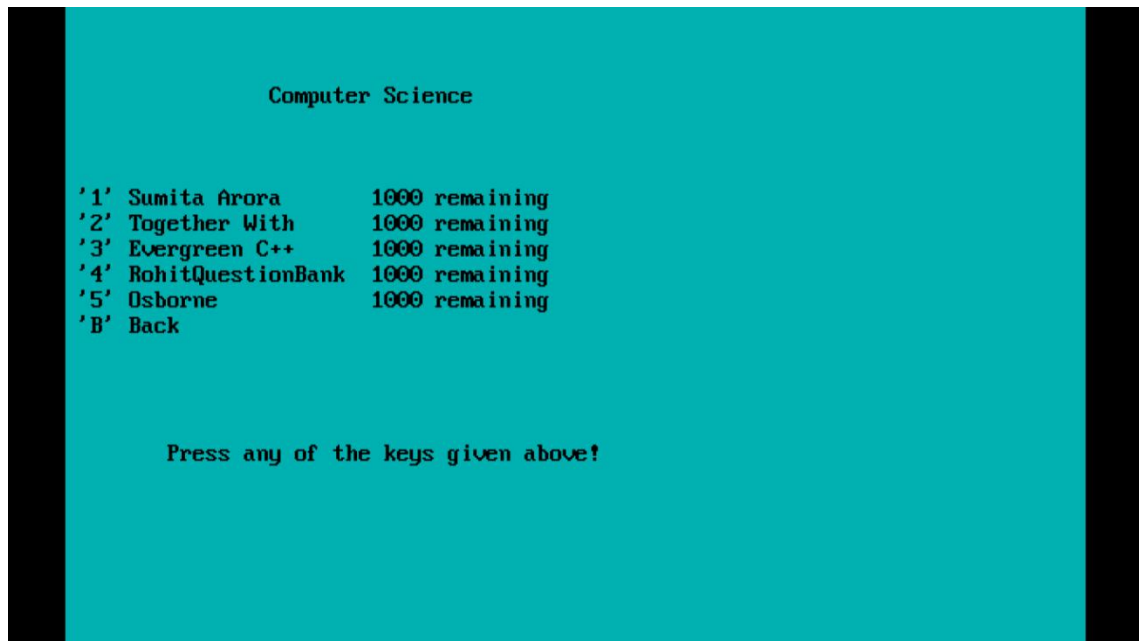 Computer Science
'1' Sumita Arora 1000 remaining
'2' Together With 1000 remaining
'3' Evergreen C++ 1000 remaining
'4' RohitQuestionBank 1000 remaining
'5' Osborne 1000 remaining
'B' Back
Press any of the keys given above!